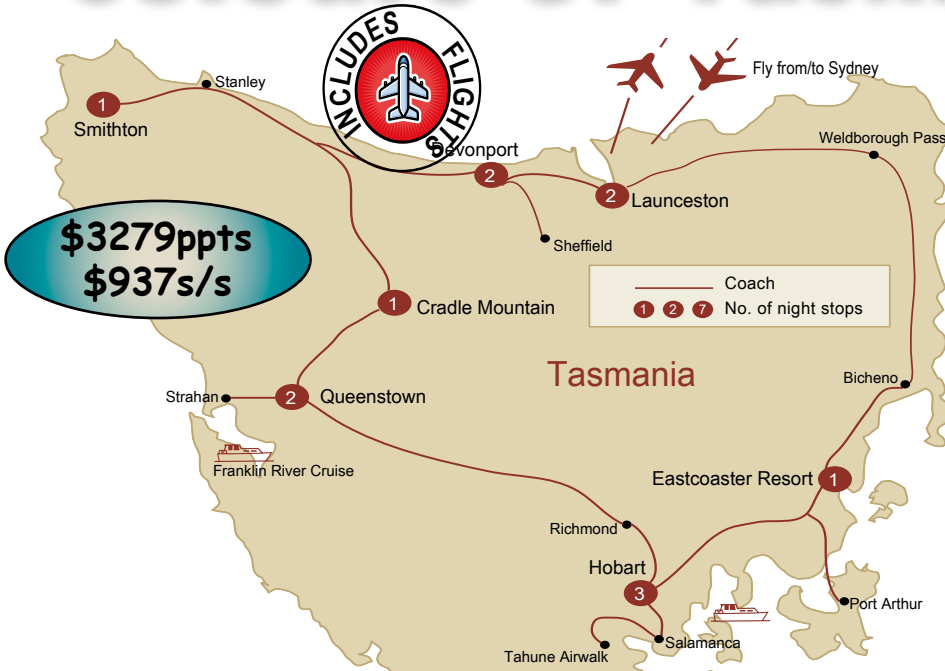 INCLUDES FLIGHTS
Fly from/to Sydney
Stanley
1
Smithton
Devonport
2
Weldborough Pass
2
Launceston
Sheffield
$3279ppts
$937s/s
Coach
1 2 7 No. of night stops
1
Cradle Mountain
Tasmania
Bicheno
Strahan
2
Queenstown
Franklin River Cruise
Eastcoaster Resort
1
Richmond
Hobart
3
Port Arthur
Salamanca
Tahune Airwalk